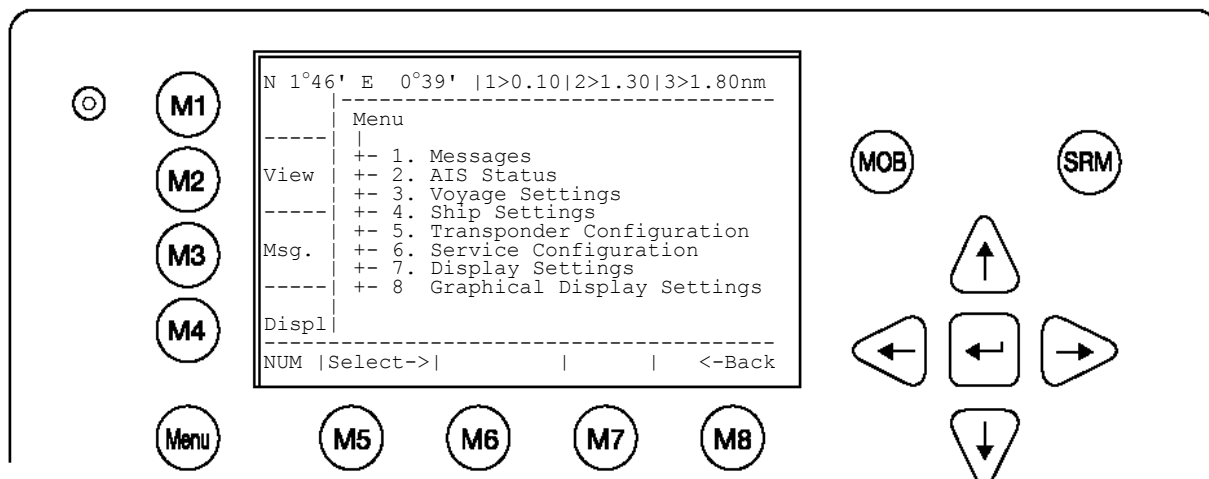 N 1°46' E 0°39' |1>0.10|2>1.30|3>1.80nm
M1
Menu
M2
View
+- 1. Messages
+- 2. AIS Status
+- 3. Voyage Settings
+- 4. Ship Settings
+- 5. Transponder Configuration
M3
Msg.
+- 6. Service Configuration
+- 7. Display Settings
+- 8 Graphical Display Settings
M4
Displ
NUM |Select->| | | <-Back
MOB
SRM
Menu
M5
M6
M7
M8